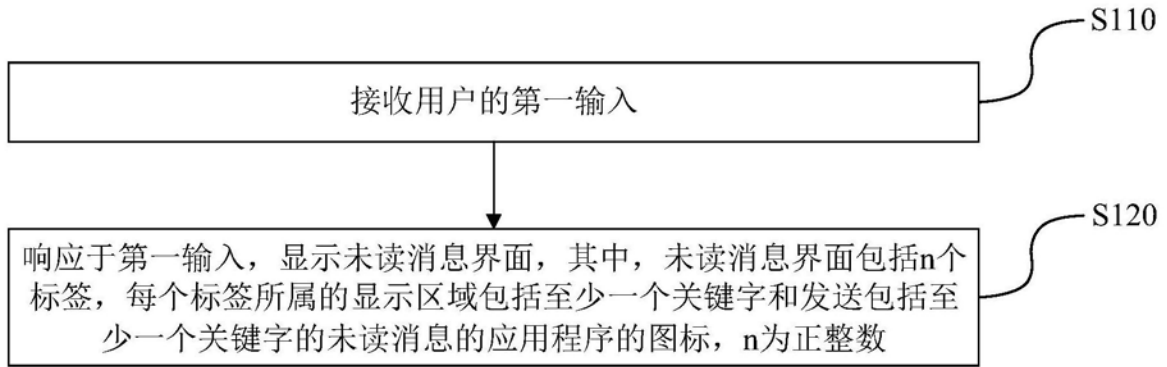 S110
接收用户的第一输入
S120
响应于第一输入，显示未读消息界面，其中，未读消息界面包括n个
标签，每个标签所属的显示区域包括至少一个关键字和发送包括至
少一个关键字的未读消息的应用程序的图标，n为正整数